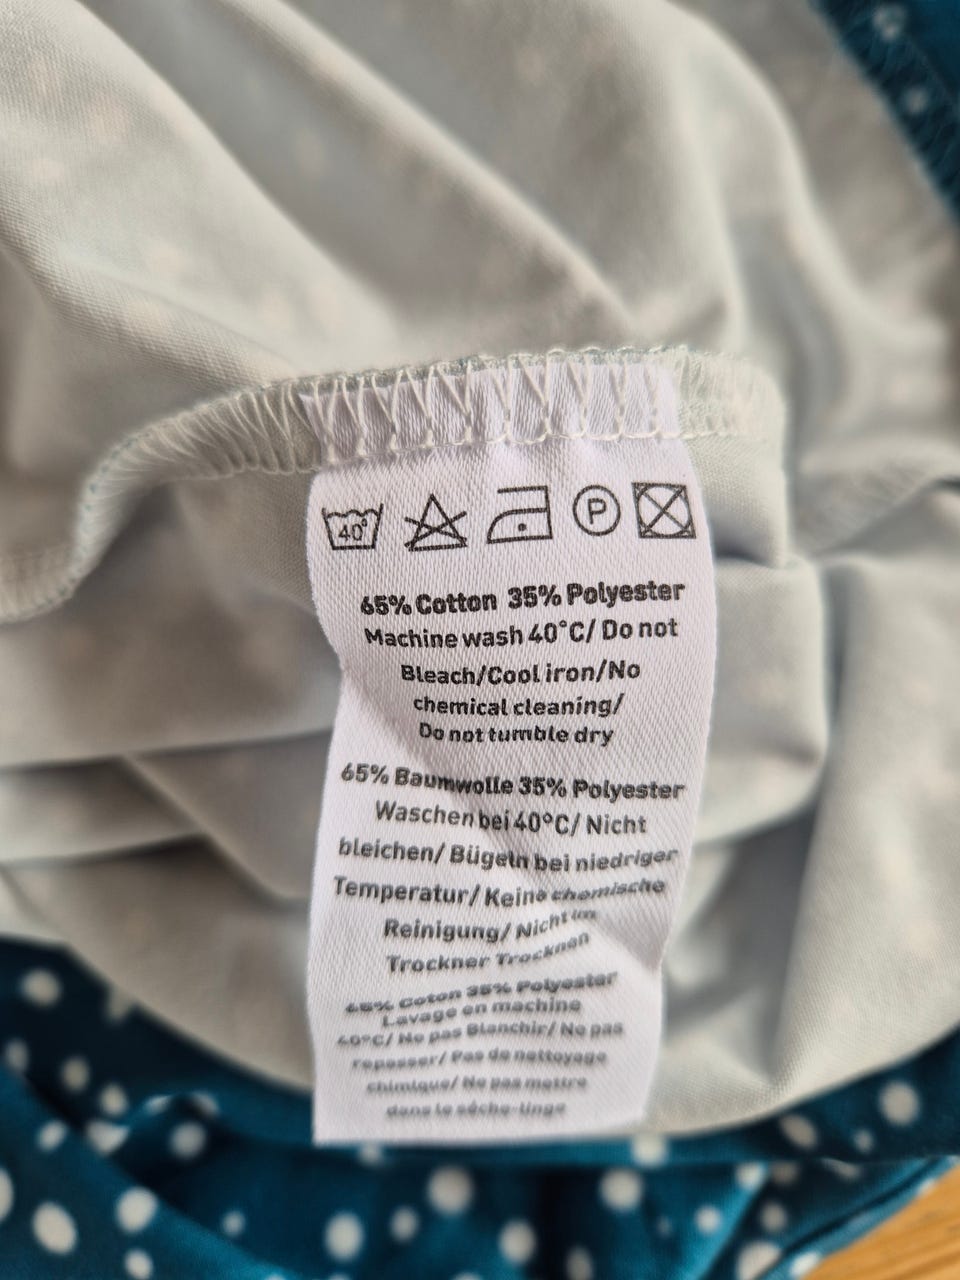 40°
P
65% Cotton 35% Polyester
Machine wash 40°C/ Do not
Bleach/Cool iron/No
chemical cleaning/
Do not tumble dry
65% Baumwolle 35% Polyester
Waschen bei 40°C/ Nicht
bleichen/ Bügeln bei niedriger
Temperatur/ Keine chemische
Reinigung/ Nicht im
Trockner Trocknen
65% Coton 35% Polyester
Lavage en machine
40°C/ No pas Blanchir/ No pas
repasser/ Pas de nettoyage
chimique/ No pas mettre
dans le sèche-linge